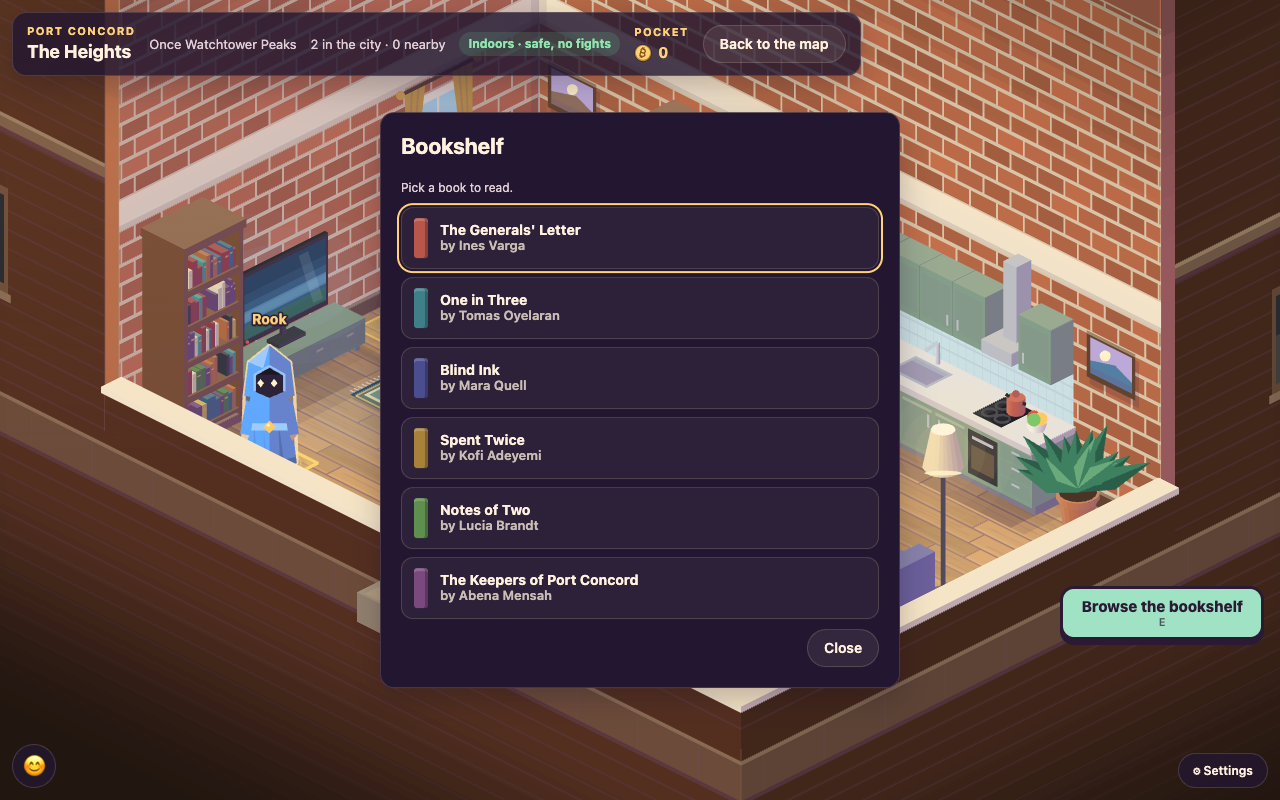 PORT CONCORD
The Heights
Once Watchtower Peaks
2 in the city · 0 nearby
Indoors · safe, no fights
POCKET
0
Back to the map
Bookshelf
Pick a book to read.
The Generals' Letter
by Ines Varga
One in Three
by Tomas Oyelaran
Blind Ink
by Mara Quell
Spent Twice
by Kofi Adeyemi
Notes of Two
by Lucia Brandt
The Keepers of Port Concord
by Abena Mensah
Close
Rook
Browse the bookshelf
E
Settings